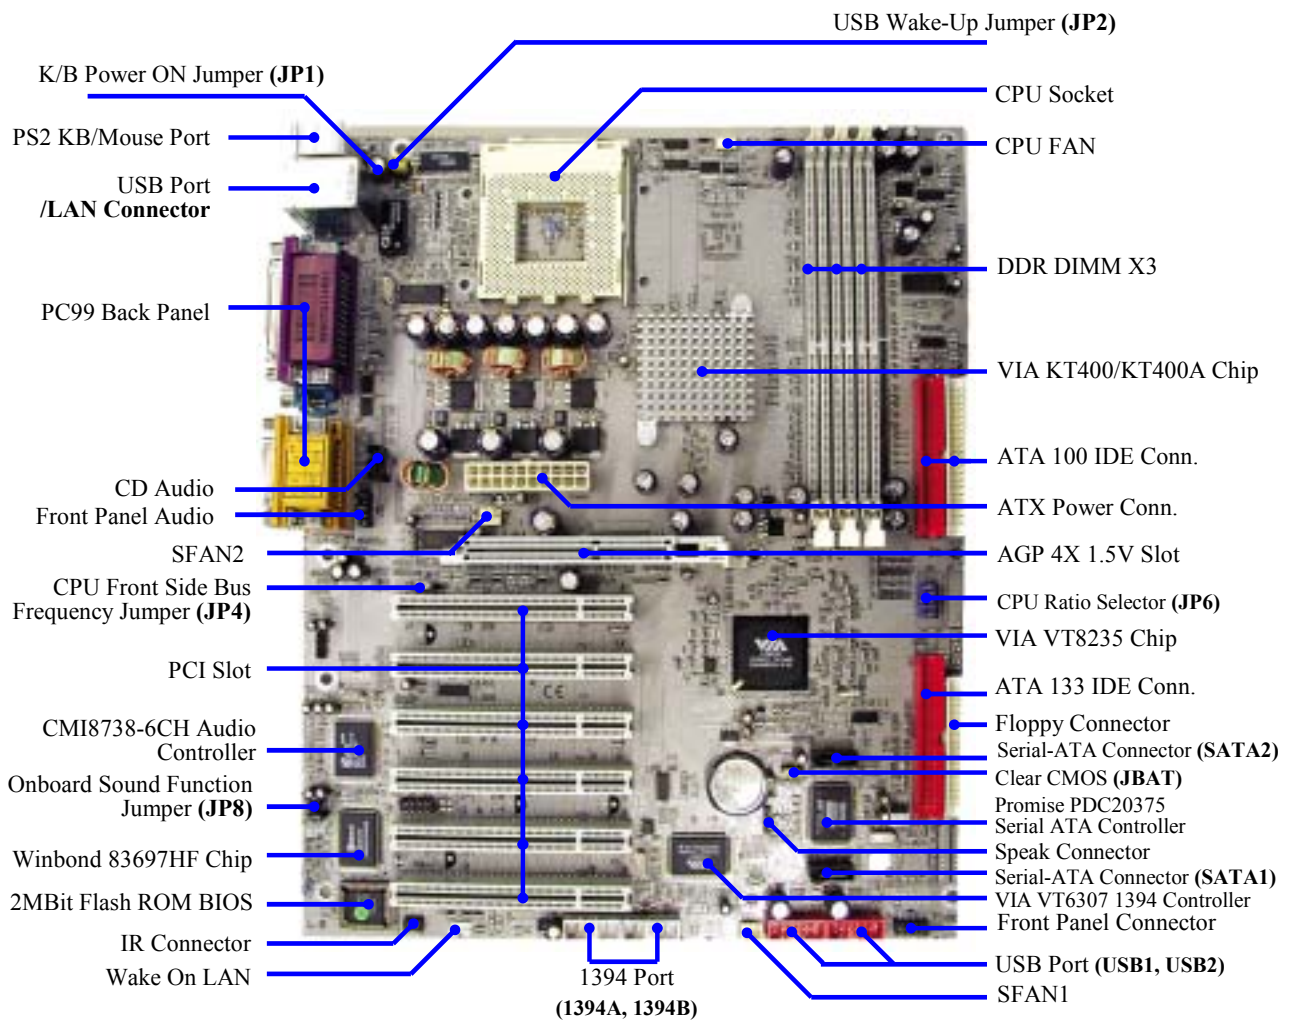 USB Wake-Up Jumper (JP2)
K/B Power ON Jumper (JP1)
CPU Socket
PS2 KB/Mouse Port
CPU FAN
USB Port
/LAN Connector
DDR DIMM X3
PC99 Back Panel
VIA KT400/KT400A Chip
ATA 100 IDE Conn.
CD Audio
Front Panel Audio
ATX Power Conn.
SFAN2
AGP 4X 1.5V Slot
CPU Front Side Bus
Frequency Jumper (JP4)
CPU Ratio Selector (JP6)
VIA VT8235 Chip
PCI Slot
ATA 133 IDE Conn.
CE
CMI8738-6CH Audio
Controller
Floppy Connector
Serial-ATA Connector (SATA2)
Clear CMOS (JBAT)
Onboard Sound Function
Jumper (JP8)
Promise PDC20375
Serial ATA Controller
Speak Connector
Winbond 83697HF Chip
Serial-ATA Connector (SATA1)
VIA VT6307 1394 Controller
2MBit Flash ROM BIOS
Front Panel Connector
IR Connector
USB Port (USB1, USB2)
Wake On LAN
1394 Port
(1394A, 1394B)
SFAN1
VIA